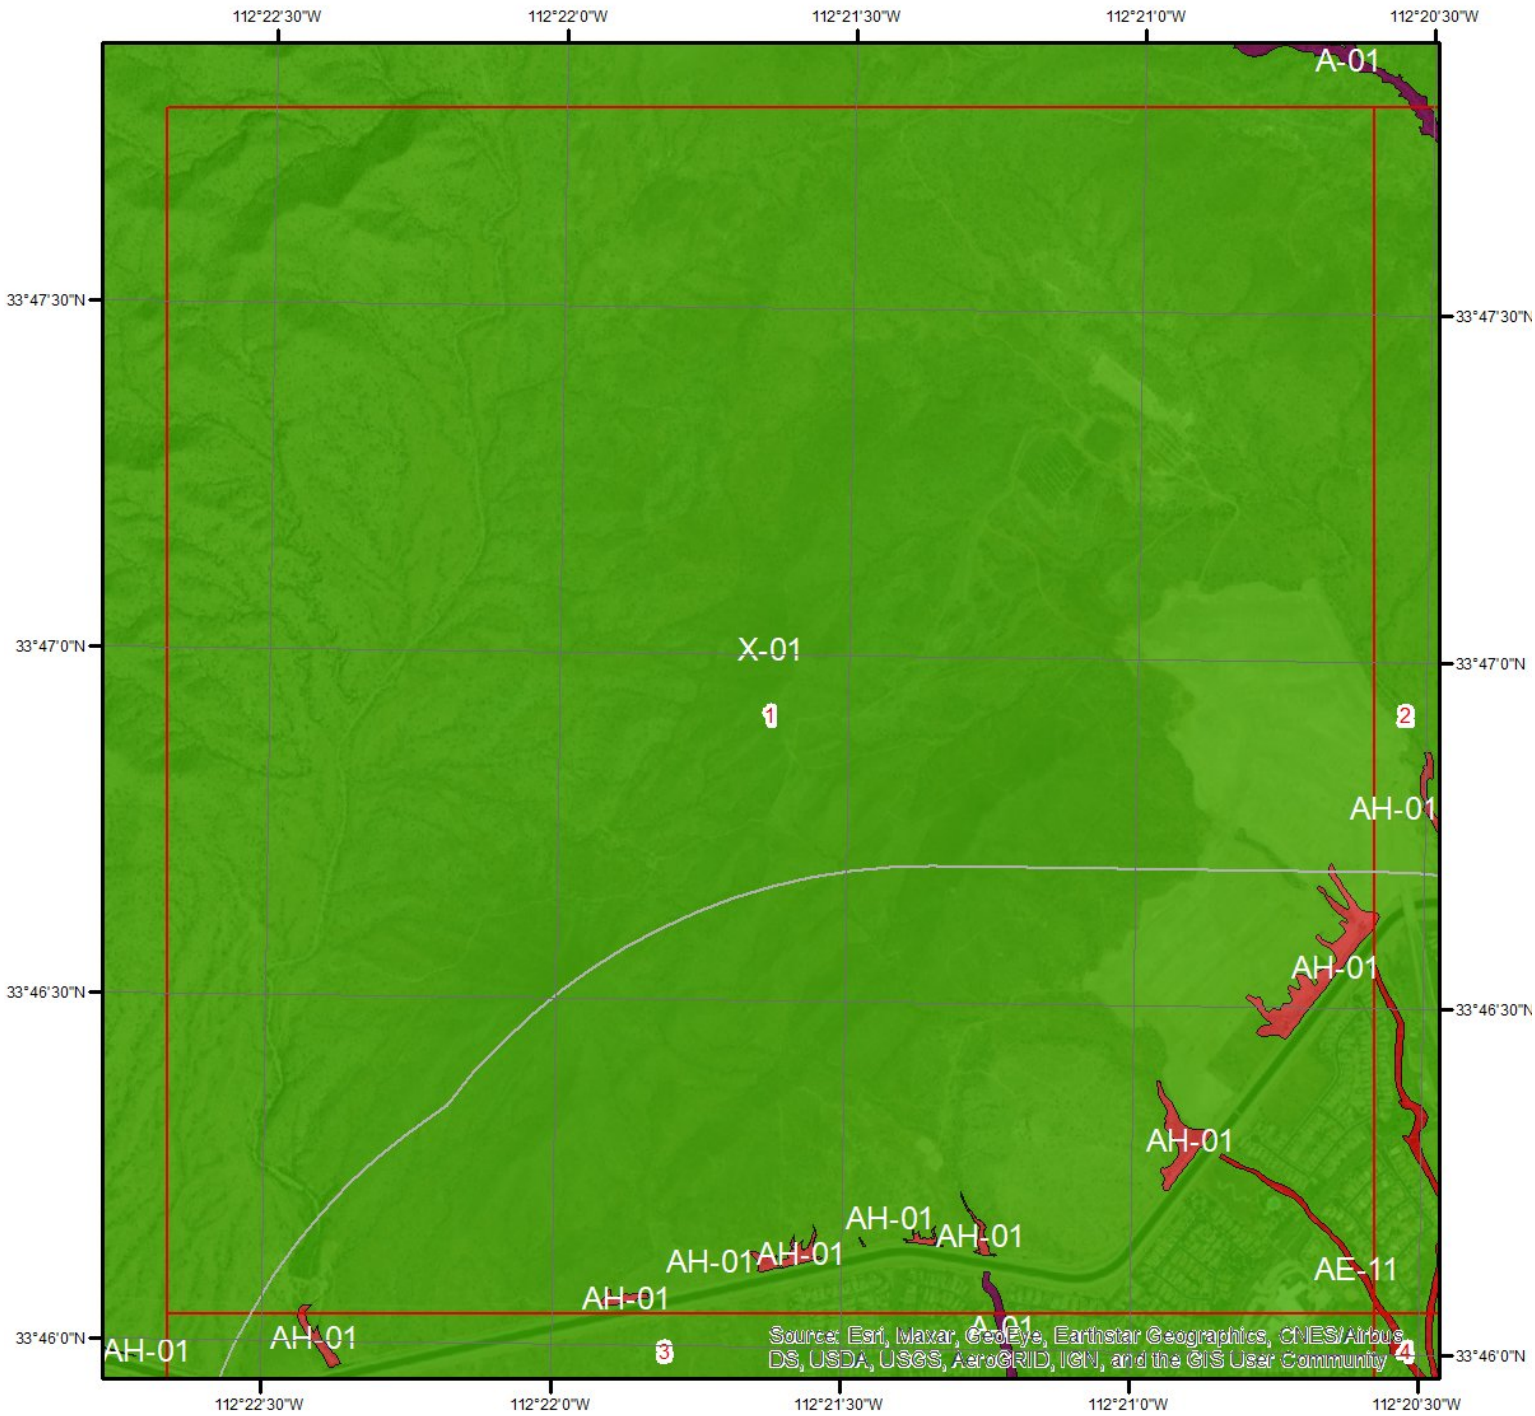 112°22'30"W
112°22'0"W
112°21'30"W
112°21'0"W
112°20'30"W
A-01
33°47'30"N
33°47'30"N
X-01
33°47'0"N
33°47'0"N
1
2
AH-01
AH-01
33°46'30"N
33°46'30"N
AH-01
AH-01
AH-01
AH-01
AH-01
AE-11
AH-01
A-01
AH-01
33°46'0"N
AH-01
3
4
33°46'0"N
Source: Esri, Maxar, GeoEye, Earthstar Geographics, CNES/Airbus
DS, USDA, USGS, AeroGRID, IGN, and the GIS User Community
112°22'30"W
112°22'0"W
112°21'30"W
112°21'0"W
112°20'30"W